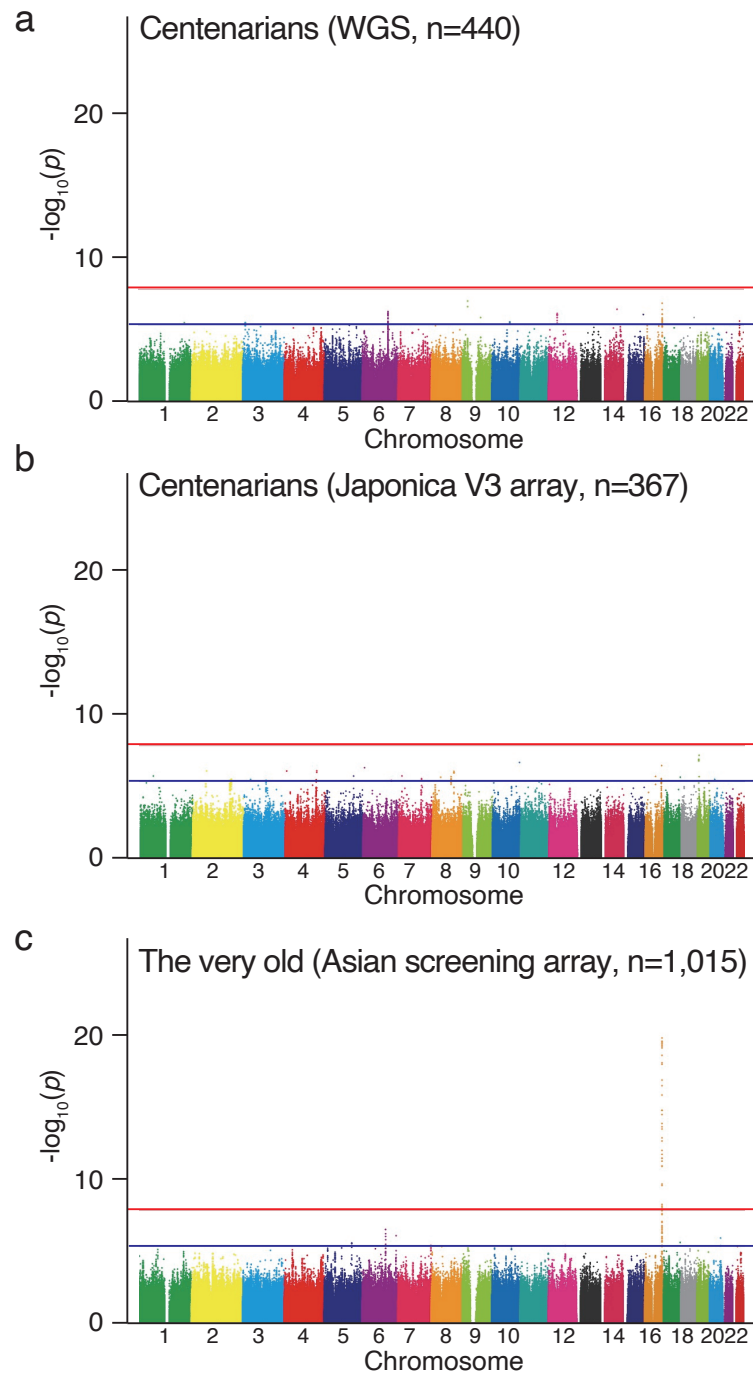 a
Centenarians (WGS, n=440)
20
10
0
-log10(p)
1 2 3 4 5 6 7 8 9 10 12 14 16 18 2022
Chromosome
b
Centenarians (Japonica V3 array, n=367)
20
10
0
-log10(p)
1 2 3 4 5 6 7 8 9 10 12 14 16 18 2022
Chromosome
c
The very old (Asian screening array, n=1,015)
20
10
0
-log10(p)
1 2 3 4 5 6 7 8 9 10 12 14 16 18 2022
Chromosome